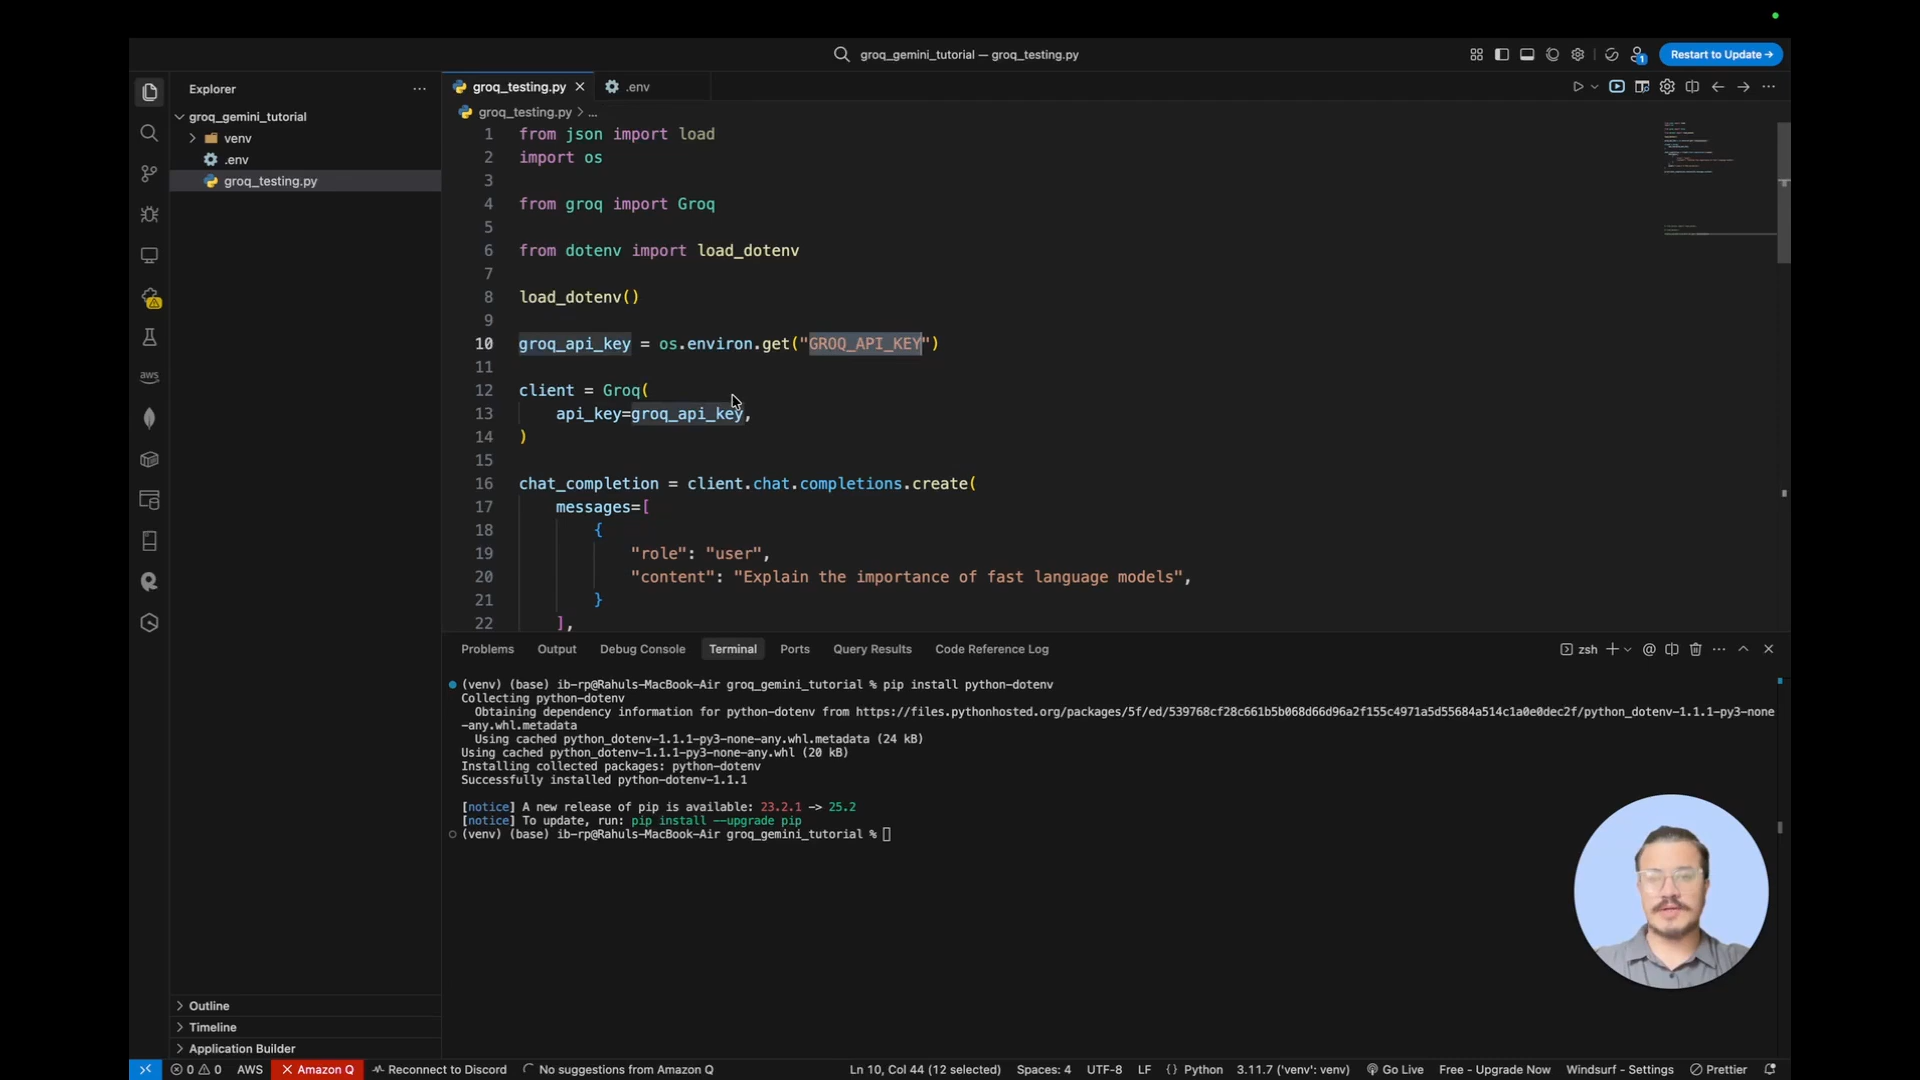 groq_gemini_tutorial — groq_testing.py
1
Restart to Update →
Explorer
groq_gemini_tutorial
venv
.env
groq_testing.py
groq_testing.py
.env
groq_testing.py > ...
1 from json import load
2 import os
3
4 from groq import Groq
5
6 from dotenv import load_dotenv
7
8 load_dotenv()
9
10 groq_api_key = os.environ.get("GROQ_API_KEY")
11
12 client = Groq(
13 api_key=groq_api_key,
14 )
15
16 chat_completion = client.chat.completions.create(
17 messages=[
18 {
19 "role": "user",
20 "content": "Explain the importance of fast language models",
21 }
22 ],
aws
Problems Output Debug Console Terminal Ports Query Results Code Reference Log
zsh
(venv) (base) ib-rp@Rahuls-MacBook-Air groq_gemini_tutorial % pip install python-dotenv
Collecting python-dotenv
Obtaining dependency information for python-dotenv from https://files.pythonhosted.org/packages/5f/ed/539768cf28c661b5b068d66d96a2f155c4971a5d55684a514c1a0e0dec2f/python_dotenv-1.1.1-py3-none
-any.whl.metadata
Using cached python_dotenv-1.1.1-py3-none-any.whl.metadata (24 kB)
Using cached python_dotenv-1.1.1-py3-none-any.whl (20 kB)
Installing collected packages: python-dotenv
Successfully installed python-dotenv-1.1.1
[notice] A new release of pip is available: 23.2.1 -> 25.2
[notice] To update, run: pip install --upgrade pip
(venv) (base) ib-rp@Rahuls-MacBook-Air groq_gemini_tutorial %
Outline
Timeline
Application Builder
0 0 AWS Amazon Q Reconnect to Discord No suggestions from Amazon Q Ln 10, Col 44 (12 selected) Spaces: 4 UTF-8 LF {} Python 3.11.7 ('venv': venv) Go Live Free - Upgrade Now Windsurf - Settings Prettier